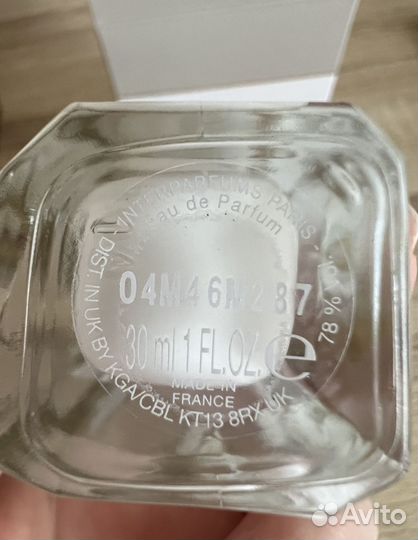 INTERPARFUMS PARIS -
Eau de Parfum
04M46M287
30 ml 1 FL.OZ. e
MADE IN
FRANCE
DIST. IN UK BY KGA/CBL KT13 8RX UK
78 %
Avito